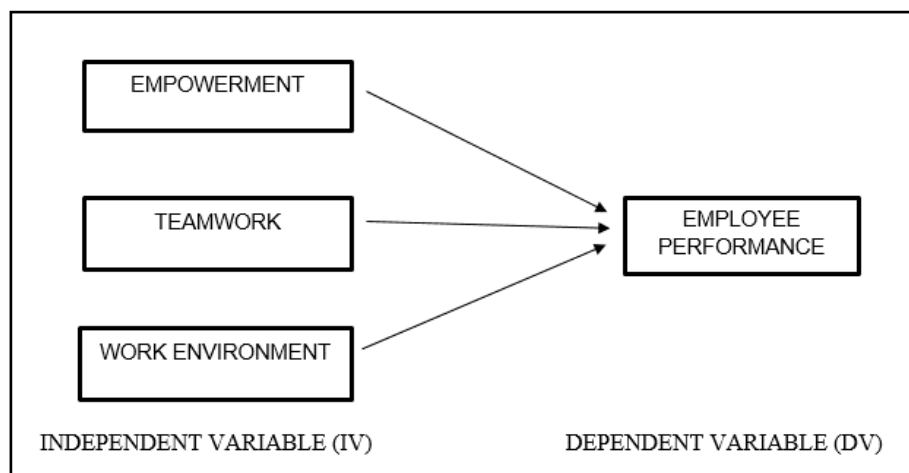 EMPOWERMENT
TEAMWORK
EMPLOYEE
PERFORMANCE
WORK ENVIRONMENT
INDEPENDENT VARIABLE (IV)
DEPENDENT VARIABLE (DV)